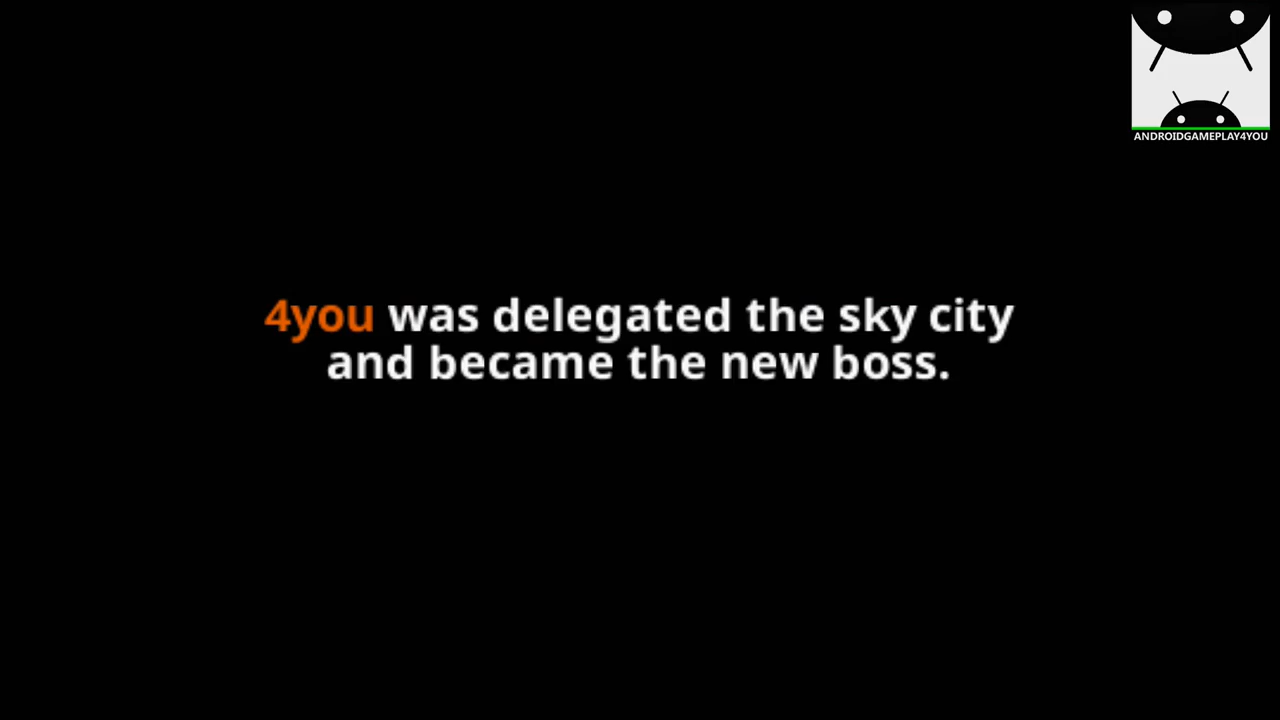 ANDROIDGAMEPLAY4YOU
4you was delegated the sky city
and became the new boss.